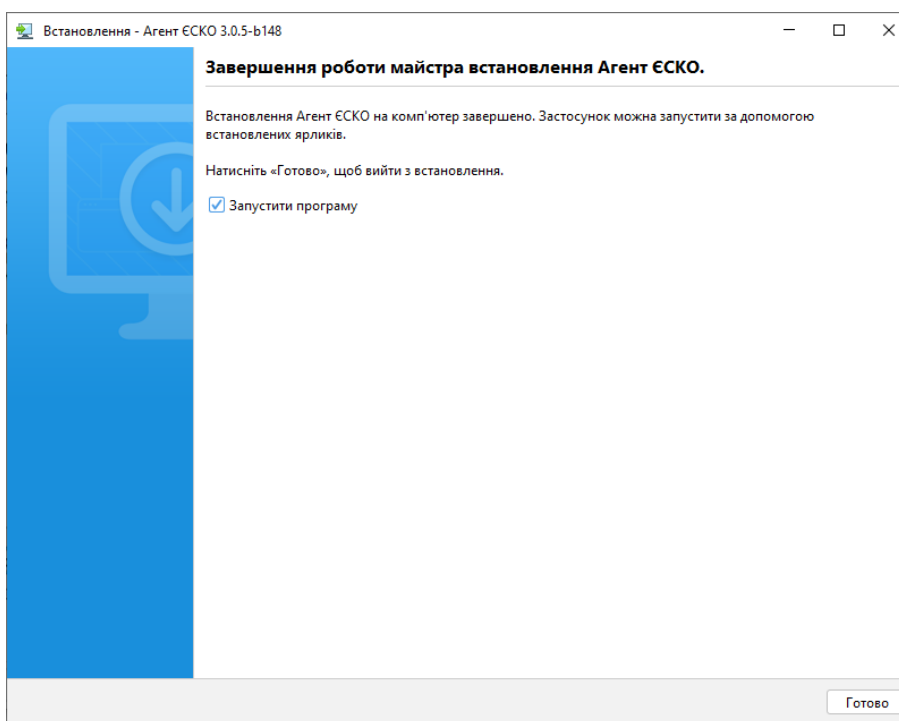 Встановлення - Агент ЄСКО 3.0.5-b148
Завершення роботи майстра встановлення Агент ЄСКО.
Встановлення Агент ЄСКО на комп'ютер завершено. Застосунок можна запустити за допомогою
встановлених ярликів.
Натисніть «Готово», щоб вийти з встановлення.
Запустити програму
Готово